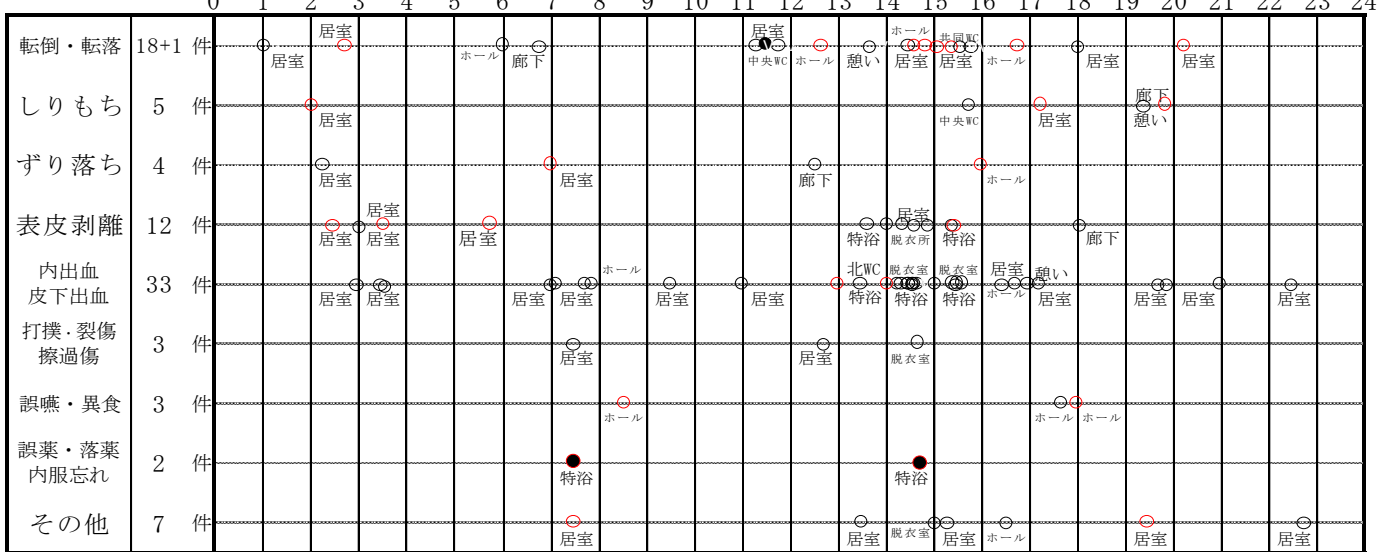 0 1 2 3 4 5 6 7 8 9 10 11 12 13 14 15 16 17 18 19 20 21 22 23 24
居室 居室 ホール 共同WC
転倒・転落 18+1 件
居室 ホール 廊下 中央WC ホール 憩い 居室 居室 ホール 居室 居室
廊下
しりもち 5 件
居室 中央WC 居室 憩い
ずり落ち 4 件
居室 居室 廊下 ホール
居室 居室
表皮剥離 12 件
居室 居室 居室 特浴 脱衣所 特浴 廊下
内出血 ホール 北WC 脱衣室 脱衣室 居室 憩い
皮下出血 33 件
居室 居室 居室 居室 居室 居室 特浴 特浴 特浴 ホール 居室 居室 居室 居室
打撲・裂傷
擦過傷 3 件
居室 居室 脱衣室
誤嚥・異食 3 件
ホール ホール ホール
誤薬・落薬
内服忘れ 2 件
特浴 特浴
その他 7 件
居室 居室 脱衣室 居室 ホール 居室 居室